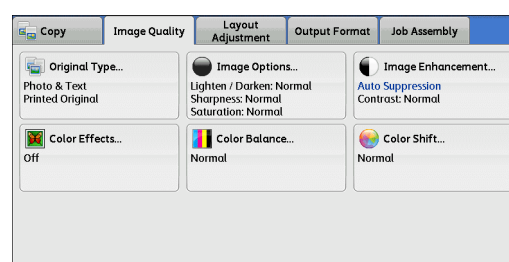 Copy
Image Quality
Layout
Adjustment
Output Format
Job Assembly
Original Type...
Photo & Text
Printed Original
Image Options...
Lighten / Darken: Normal
Sharpness: Normal
Saturation: Normal
Image Enhancement...
Auto Suppression
Contrast: Normal
Color Effects...
Off
Color Balance...
Normal
Color Shift...
Normal